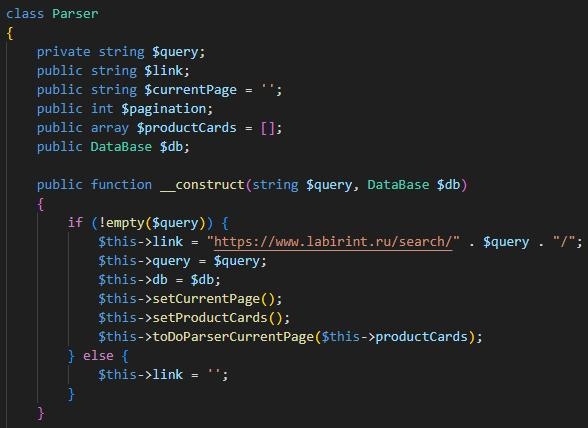 class Parser
{
    private string $query;
    public string $link;
    public string $currentPage = '';
    public int $pagination;
    public array $productCards = [];
    public DataBase $db;

    public function __construct(string $query, DataBase $db)
    {
        if (!empty($query)) {
            $this->link = "https://www.labirint.ru/search/" . $query . "/";
            $this->query = $query;
            $this->db = $db;
            $this->setCurrentPage();
            $this->setProductCards();
            $this->toDoParserCurrentPage($this->productCards);
        } else {
            $this->link = '';
        }
    }